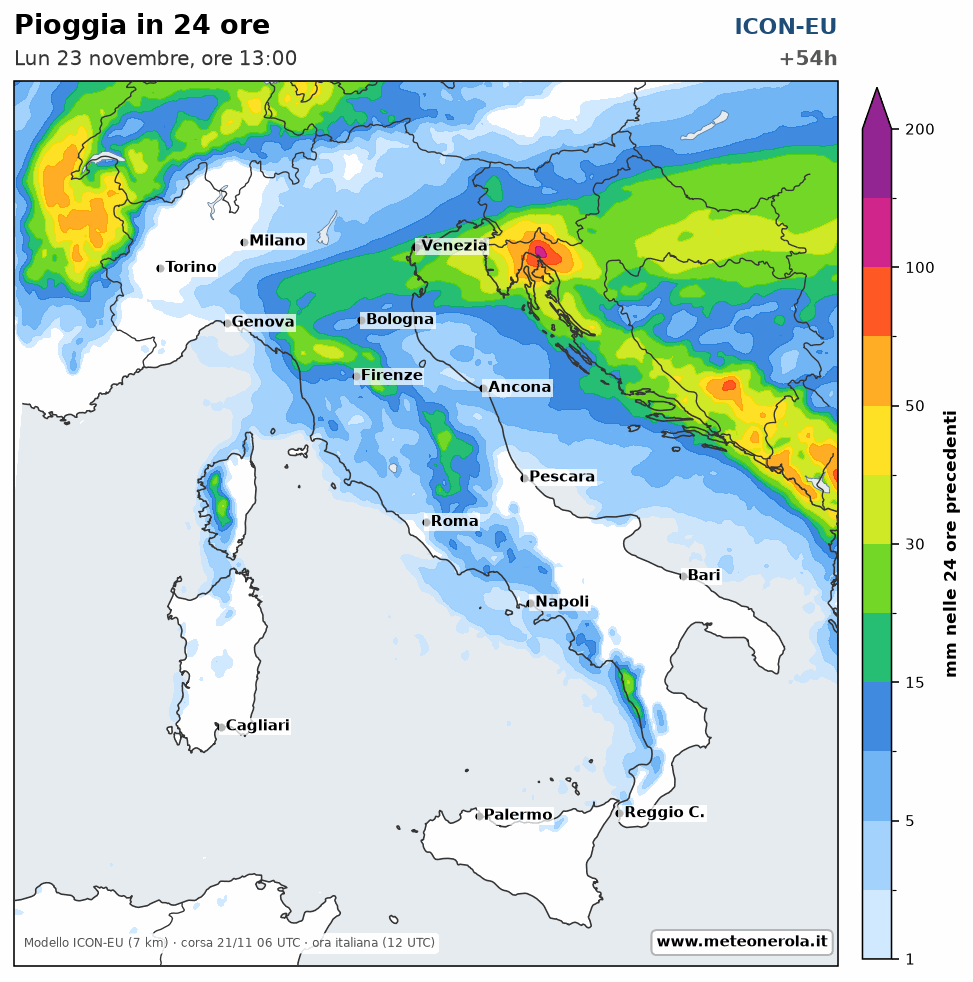 Pioggia in 24 ore
ICON-EU
Lun 23 novembre, ore 13:00
+54h
200
100
50
30
15
5
1
mm nelle 24 ore precedenti
Milano
Venezia
Torino
Genova
Bologna
Firenze
Ancona
Pescara
Roma
Bari
Napoli
Cagliari
Palermo
Reggio C.
Modello ICON-EU (7 km) · corsa 21/11 06 UTC · ora italiana (12 UTC)
www.meteonerola.it